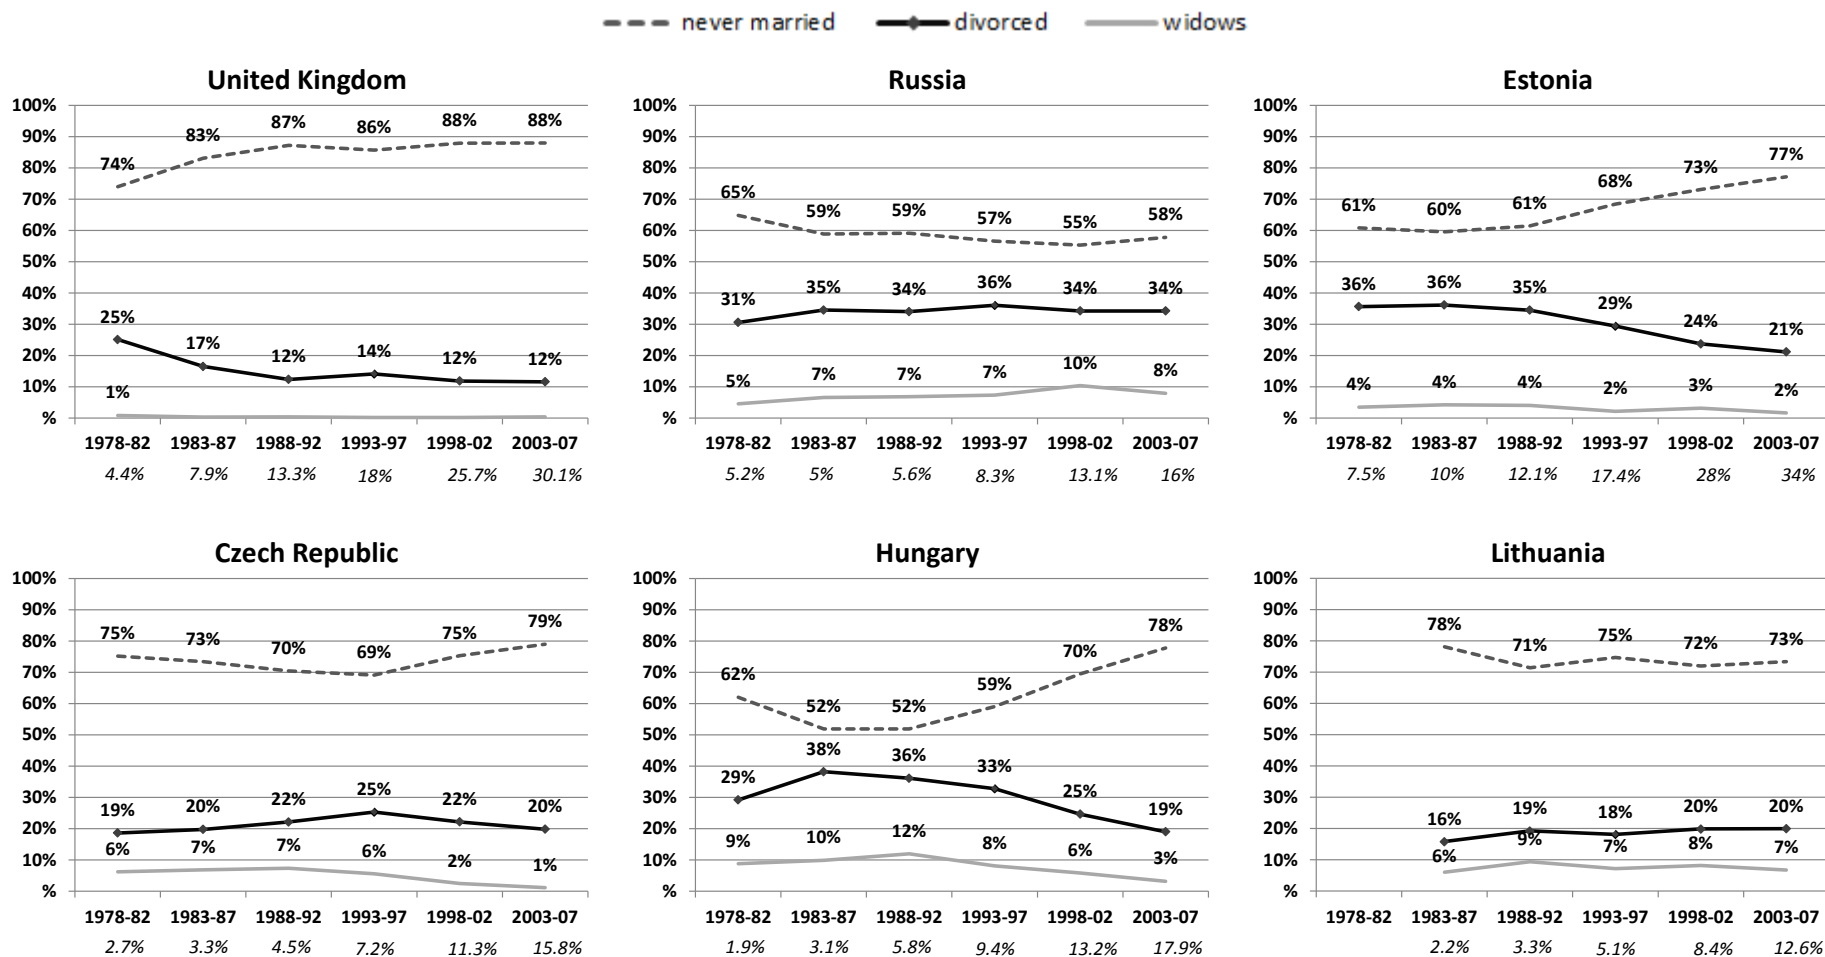 never married divorced widows
United Kingdom
100%
90%
80%
70%
60%
50%
40%
30%
20%
10%
%
74% 83% 87% 86% 88% 88%
25% 17% 12% 14% 12% 12%
1%
1978-82 1983-87 1988-92 1993-97 1998-02 2003-07
4.4% 7.9% 13.3% 18% 25.7% 30.1%
Russia
100%
90%
80%
70%
60%
50%
40%
30%
20%
10%
%
65% 59% 59% 57% 55% 58%
31% 35% 34% 36% 34% 34%
5% 7% 7% 7% 10% 8%
1978-82 1983-87 1988-92 1993-97 1998-02 2003-07
5.2% 5% 5.6% 8.3% 13.1% 16%
Estonia
100%
90%
80%
70%
60%
50%
40%
30%
20%
10%
%
61% 60% 61% 68% 73% 77%
36% 36% 35% 29% 24% 21%
4% 4% 4% 2% 3% 2%
1978-82 1983-87 1988-92 1993-97 1998-02 2003-07
7.5% 10% 12.1% 17.4% 28% 34%
Czech Republic
100%
90%
80%
70%
60%
50%
40%
30%
20%
10%
%
75% 73% 70% 69% 75% 79%
19% 20% 22% 25% 22% 20%
6% 7% 7% 6% 2% 1%
1978-82 1983-87 1988-92 1993-97 1998-02 2003-07
2.7% 3.3% 4.5% 7.2% 11.3% 15.8%
Hungary
100%
90%
80%
70%
60%
50%
40%
30%
20%
10%
%
62% 52% 52% 59% 70% 78%
29% 38% 36% 33% 25% 19%
9% 10% 12% 8% 6% 3%
1978-82 1983-87 1988-92 1993-97 1998-02 2003-07
1.9% 3.1% 5.8% 9.4% 13.2% 17.9%
Lithuania
100%
90%
80%
70%
60%
50%
40%
30%
20%
10%
%
78% 71% 75% 72% 73%
16% 19% 18% 20% 20%
6% 9% 7% 8% 7%
1978-82 1983-87 1988-92 1993-97 1998-02 2003-07
2.2% 3.3% 5.1% 8.4% 12.6%